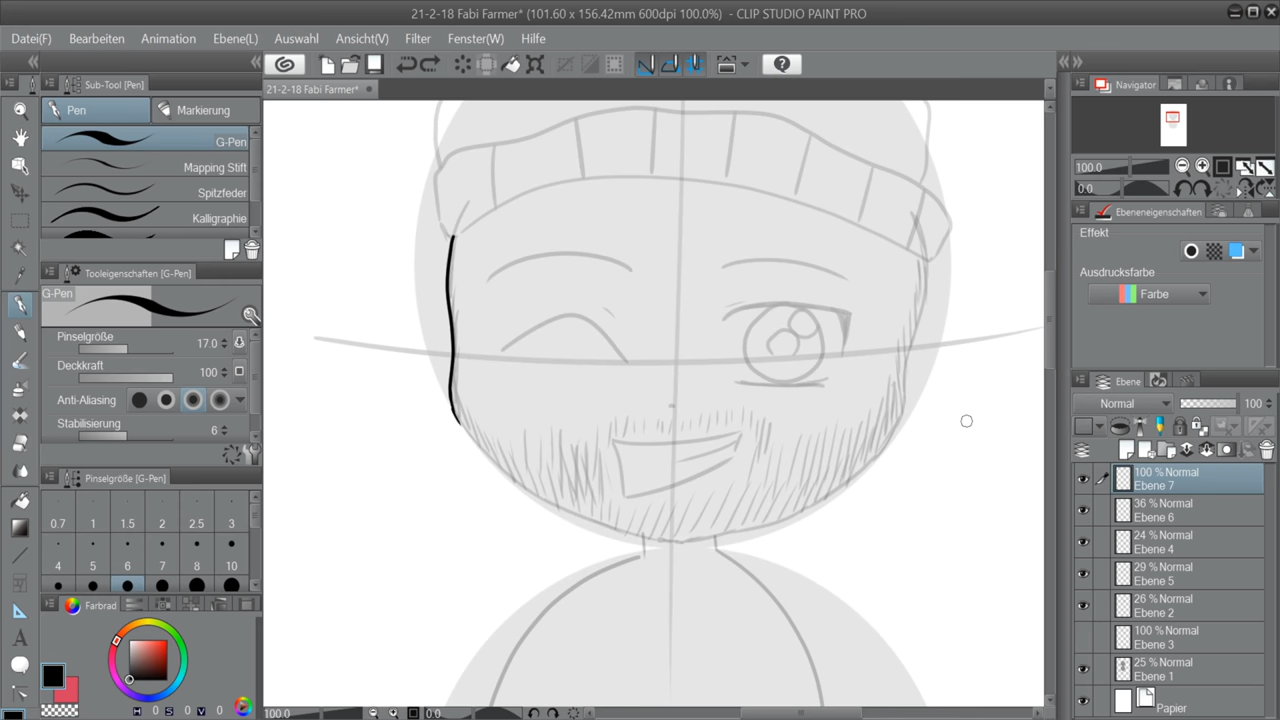 21-2-18 Fabi Farmer* (101.60 x 156.42mm 600dpi 100.0%) - CLIP STUDIO PAINT PRO
Datei(F) Bearbeiten Animation Ebene(L) Auswahl Ansicht(V) Filter Fenster(W) Hilfe
Sub-Tool [Pen]
21-2-18 Fabi Farmer*
Navigator
Pen Markierung
G-Pen
Mapping Stift
Spitzfeder
Kalligraphie
100.0
0.0
Ebeneneigenschaften
Effekt
Ausdrucksfarbe
Farbe
Tooleigenschaften [G-Pen]
G-Pen
Pinselgröße 17.0
Deckkraft 100
Anti-Aliasing
Stabilisierung 6
Pinselgröße [G-Pen]
0.7 1 1.5 2 2.5 3
4 5 6 7 8 10
Farbrad
H 0 S 0 V 0
Ebene
Normal 100
100 % Normal
Ebene 7
36 % Normal
Ebene 6
24 % Normal
Ebene 4
29 % Normal
Ebene 5
26 % Normal
Ebene 2
100 % Normal
Ebene 3
25 % Normal
Ebene 1
Papier
100.0 0.0